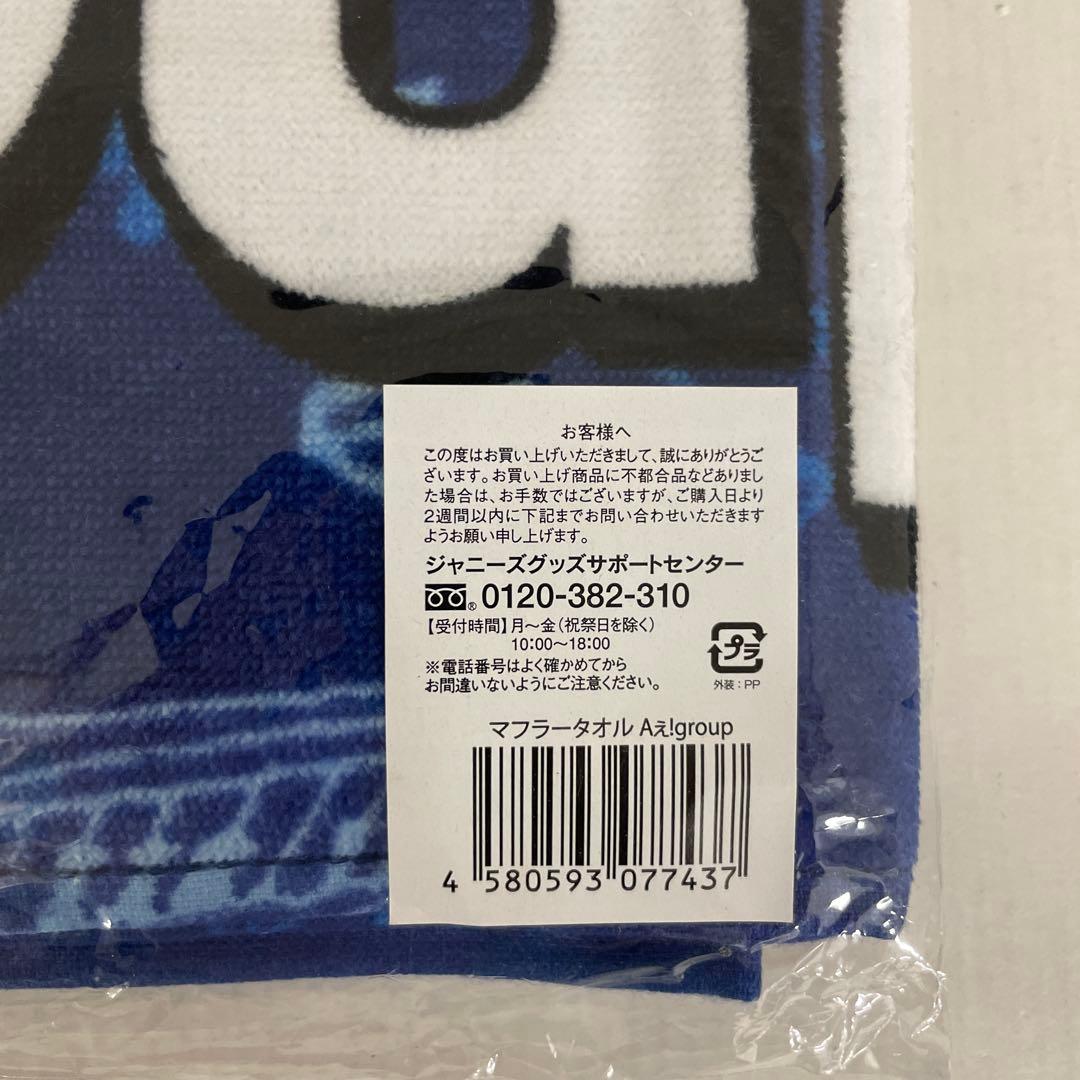 お客様へ
この度はお買い上げいただきまして、誠にありがとうご
ざいます。お買い上げ商品に不都合品などありまし
た場合は、お手数ではございますが、ご購入日より
2週間以内に下記までお問い合わせいただきます
ようお願い申し上げます。
ジャニーズグッズサポートセンター
® 0120-382-310
【受付時間】月～金(祝祭日を除く)
10:00～18:00
※電話番号はよく確かめてから
お間違いないようにご注意ください。
プラ
外装：PP
マフラータオル Aぇ!group
4 580593 077437